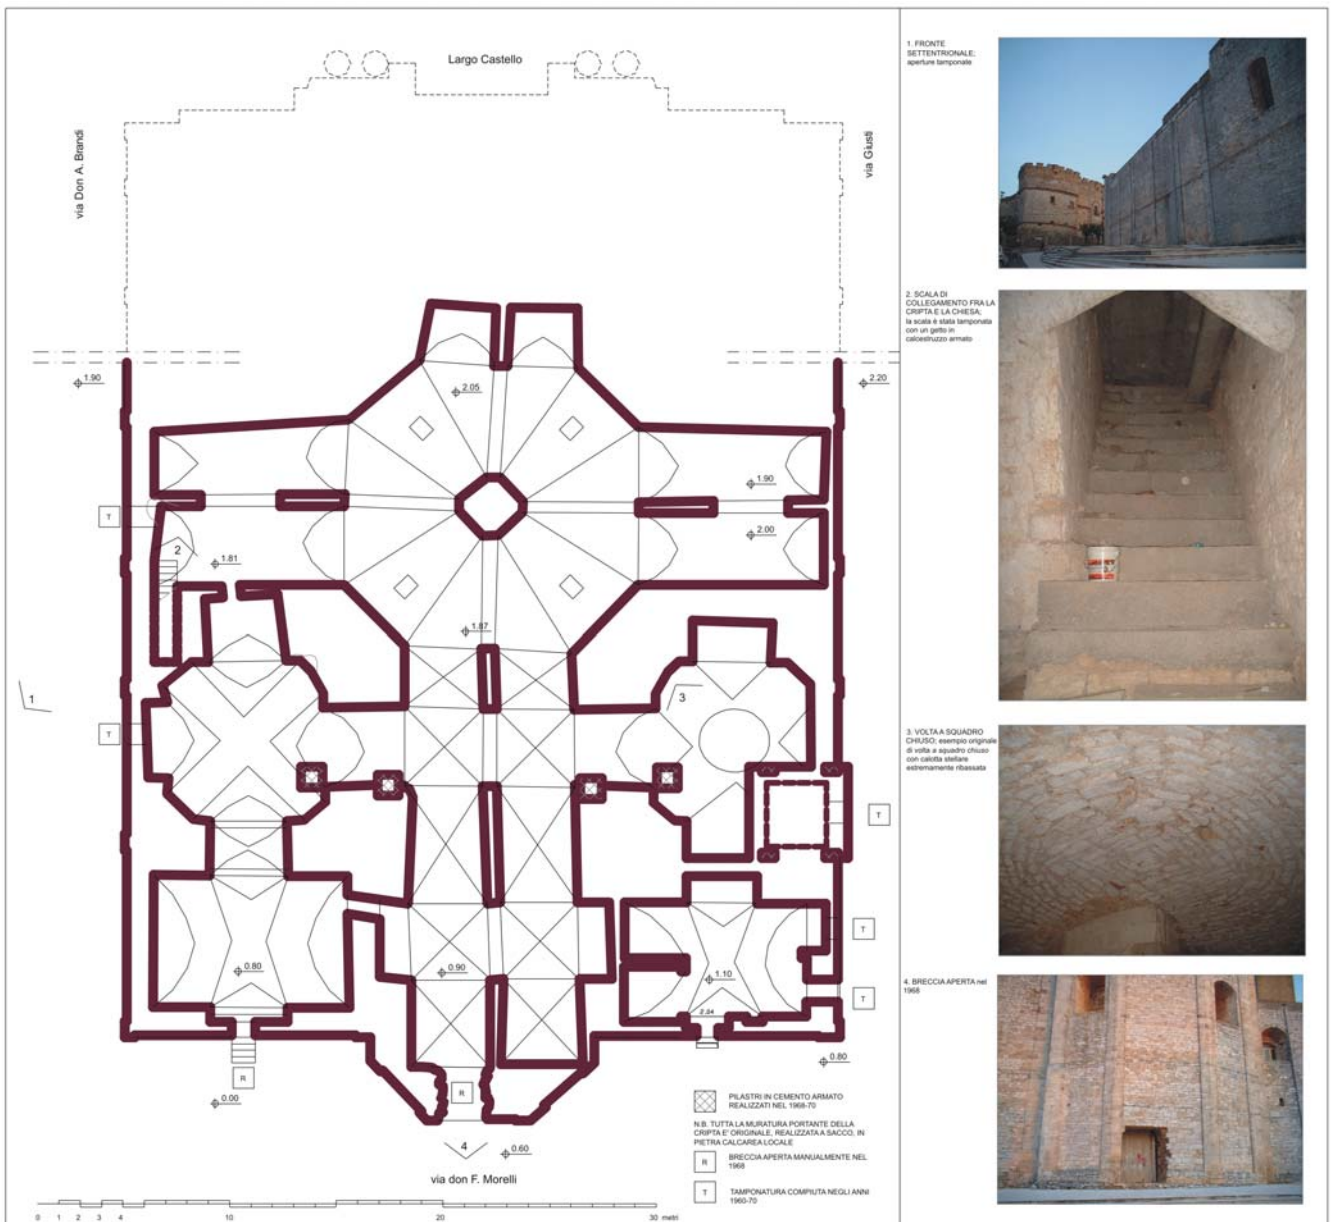 Largo Castello
via Don A. Brandi
via Giusti
1.90
2.20
2.05
1.90
T
2
1.81
2.00
1.87
1
3
T
T
0.80
0.90
1.10
T
T
2.04
R
0.00
R
0.80
4
0.60
via don F. Morelli
PILASTRI IN CEMENTO ARMATO
REALIZZATI NEL 1968-70
N.B. TUTTA LA MURATURA PORTANTE DELLA
CRIPTA E' ORIGINALE, REALIZZATA A SACCO, IN
PIETRA CALCAREA LOCALE
R
BRECCIA APERTA MANUALMENTE NEL
1968
T
TAMPONATURA COMPIUTA NEGLI ANNI
1960-70
0 1 2 3 4 10 20 30 metri
1. FRONTE
SETTENTRIONALE;
aperture tamponate
2. SCALA DI
COLLEGAMENTO FRA LA
CRIPTA E LA CHIESA;
la scala è stata tamponata
con un getto in
calcestruzzo armato
3. VOLTA A SQUADRO
CHIUSO; esempio originale
di volta a squadro chiuso
con calotta stellare
estremamente ribassata
4. BRECCIA APERTA nel
1968